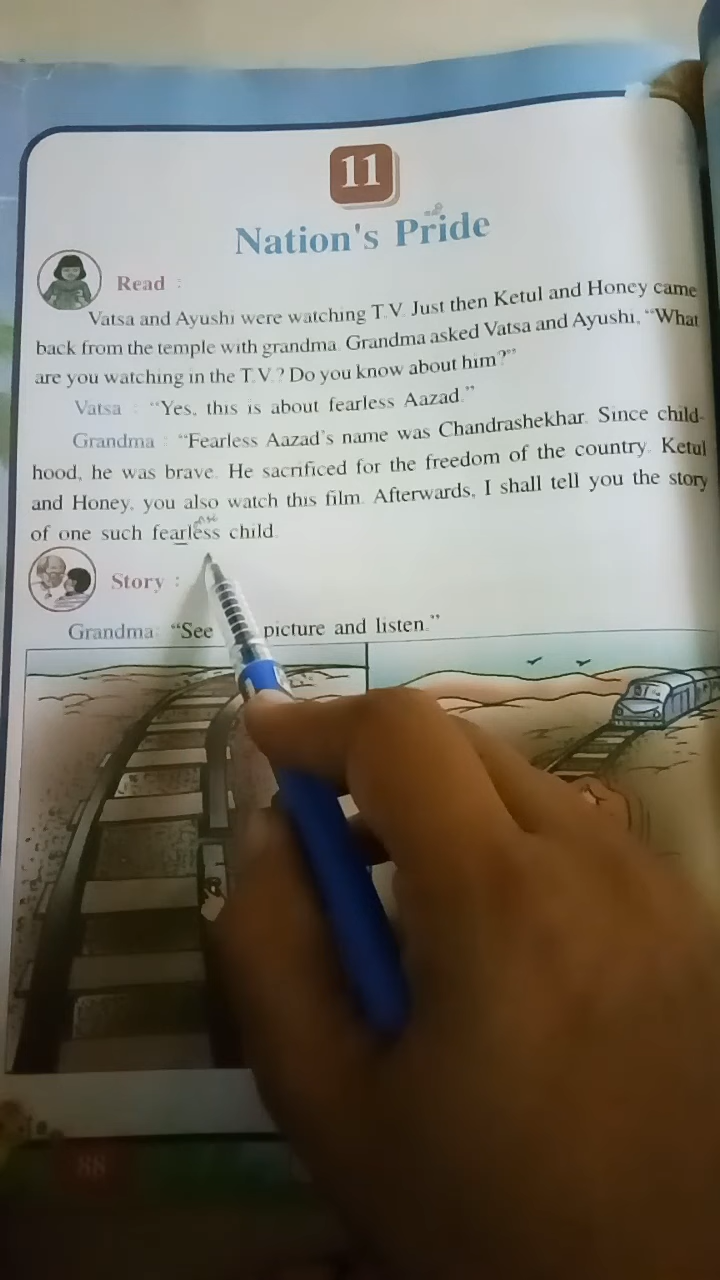 11
Nation's Pride
Read :
Vatsa and Ayushi were watching T.V. Just then Ketul and Honey came
back from the temple with grandma. Grandma asked Vatsa and Ayushi, “What
are you watching in the T.V.? Do you know about him?”
Vatsa : “Yes, this is about fearless Aazad.”
Grandma : “Fearless Aazad's name was Chandrashekhar. Since child-
hood, he was brave. He sacrificed for the freedom of the country. Ketul
and Honey, you also watch this film. Afterwards, I shall tell you the story
of one such fearless child.
Story :
Grandma: “See picture and listen.”
88